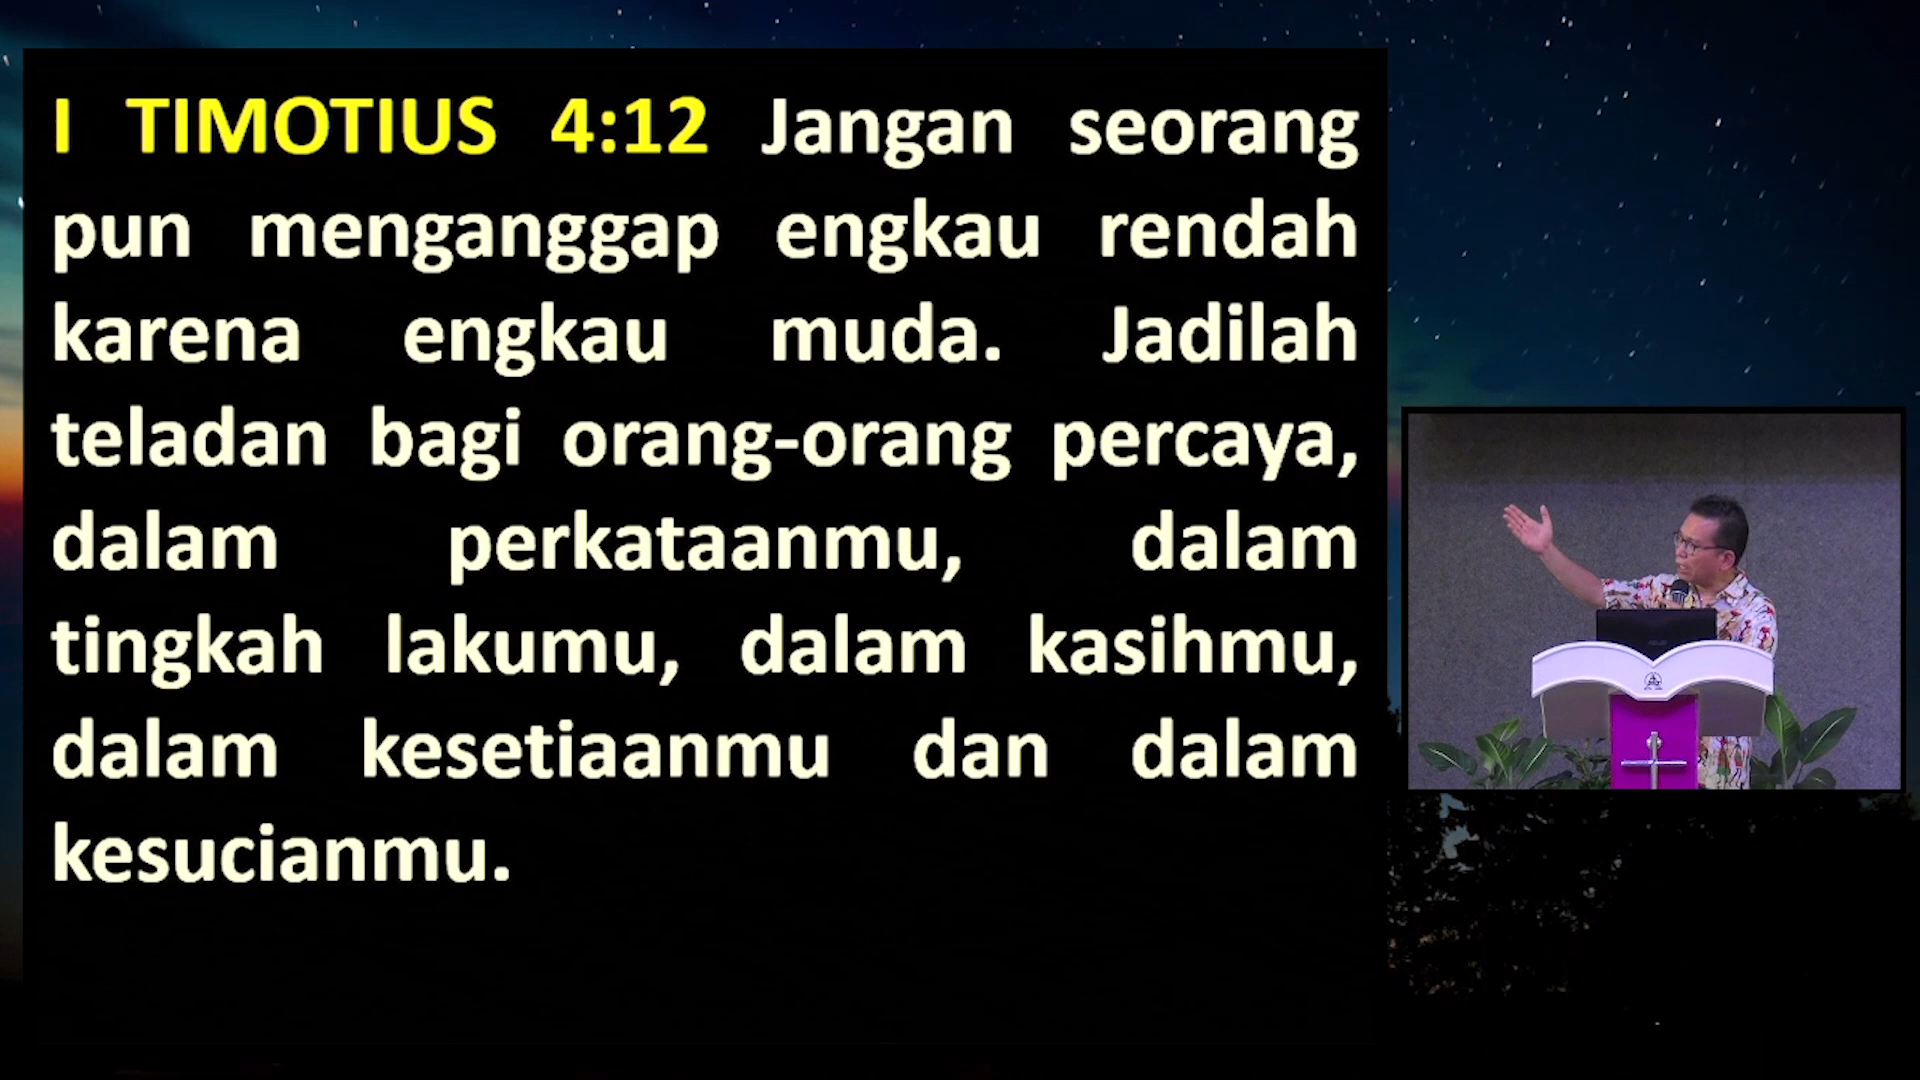 I TIMOTIUS 4:12 Jangan seorang
pun menganggap engkau rendah
karena engkau muda. Jadilah
teladan bagi orang-orang percaya,
dalam perkataanmu, dalam
tingkah lakumu, dalam kasihmu,
dalam kesetiaanmu dan dalam
kesucianmu.